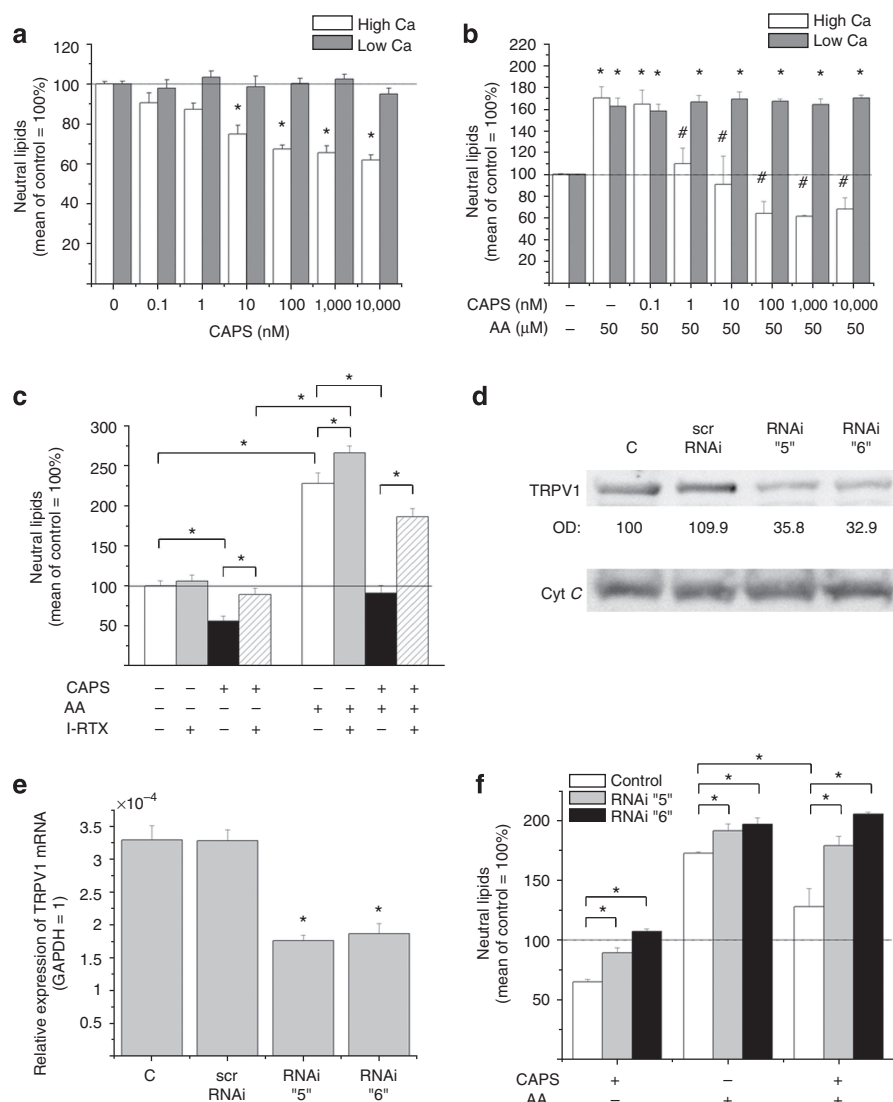 a
High Ca
Low Ca
Neutral lipids
(mean of control = 100%)
120
100
80
60
40
20
0 0.1 1 10 100 1,000 10,000
CAPS (nM)
* * * *
b
High Ca
Low Ca
Neutral lipids
(mean of control = 100%)
220
200
180
160
140
120
100
80
60
40
20
* * * * * * * * *
# # # # #
CAPS (nM) – – 0.1 1 10 100 1,000 10,000
AA (μM) – 50 50 50 50 50 50 50
c
Neutral lipids
(mean of control = 100%)
300
250
200
150
100
50
* * * * * * *
CAPS – – + + – – + +
AA – – – – + + + +
I-RTX – + – + – + – +
d
C
scr
RNAi
RNAi
"5"
RNAi
"6"
TRPV1
OD: 100 109.9 35.8 32.9
Cyt C
e
×10⁻⁴
Relative expression of TRPV1 mRNA
(GAPDH = 1)
3.5
3
2.5
2
1.5
1
0.5
* *
C
scr
RNAi
RNAi
"5"
RNAi
"6"
f
Control
RNAi "5"
RNAi "6"
Neutral lipids
(mean of control = 100%)
200
150
100
50
* * * * * * *
CAPS + – +
AA – + +